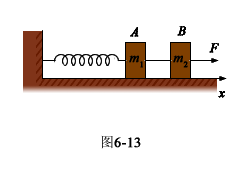 A B
m₁ m₂ F
x
图6-13